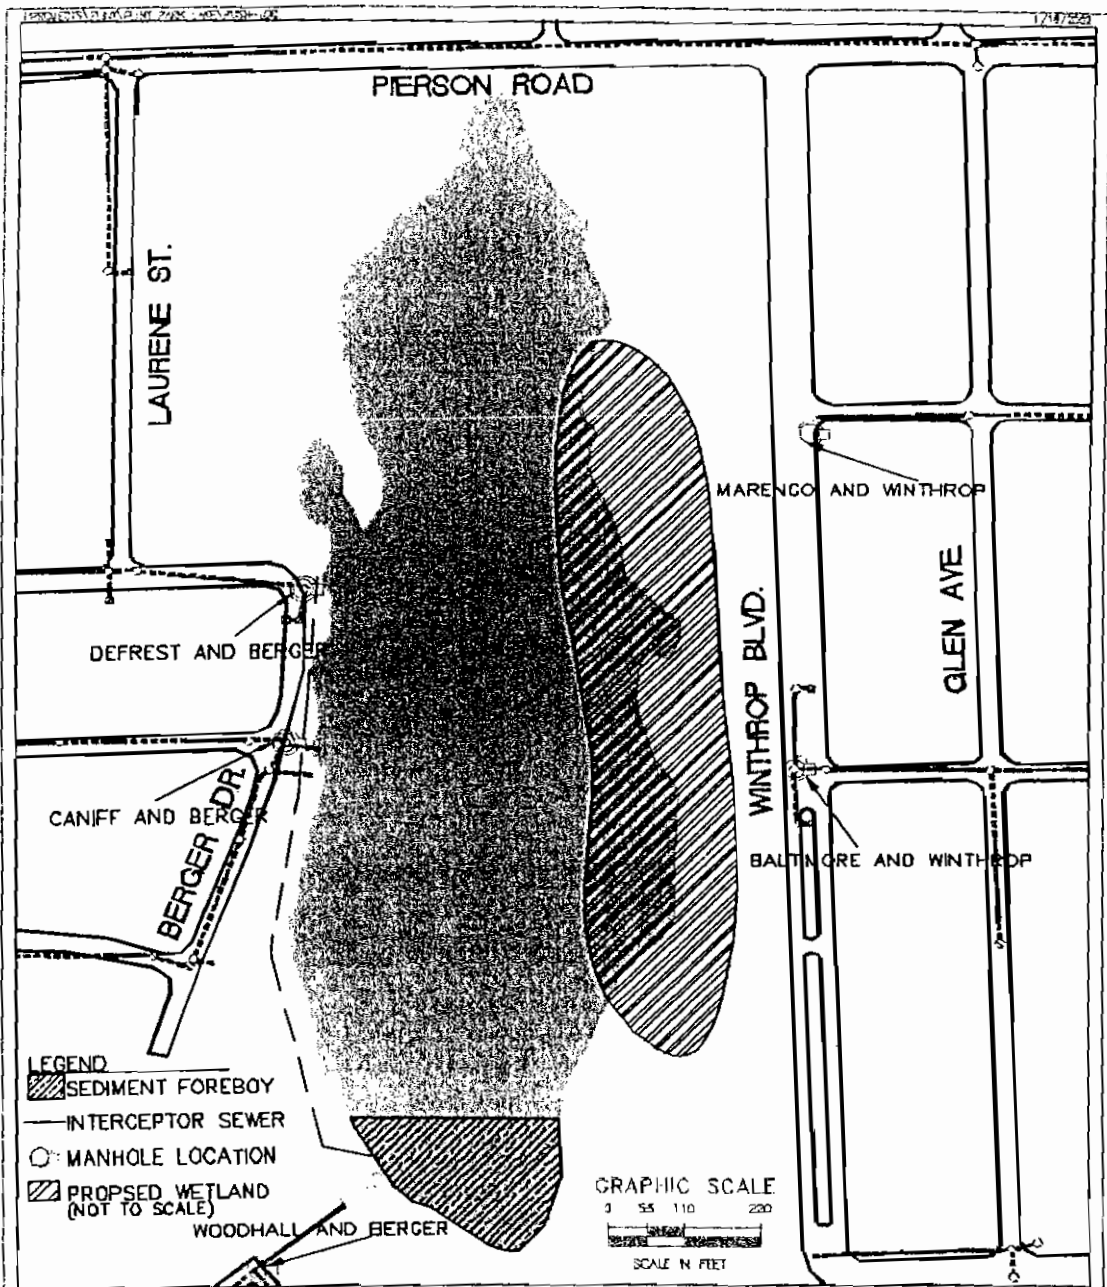 PIERSON ROAD
LAURENE ST.
MARENGO AND WINTHROP
GLEN AVE
WINTHROP BLVD.
DEFREST AND BERGER
CANIFF AND BERGER
BERGER DR.
BALTIMORE AND WINTHROP
LEGEND
SEDIMENT FOREBOY
INTERCEPTOR SEWER
MANHOLE LOCATION
PROPSED WETLAND
(NOT TO SCALE)
WOODHALL AND BERGER
GRAPHIC SCALE
0 55 110 220
SCALE IN FEET